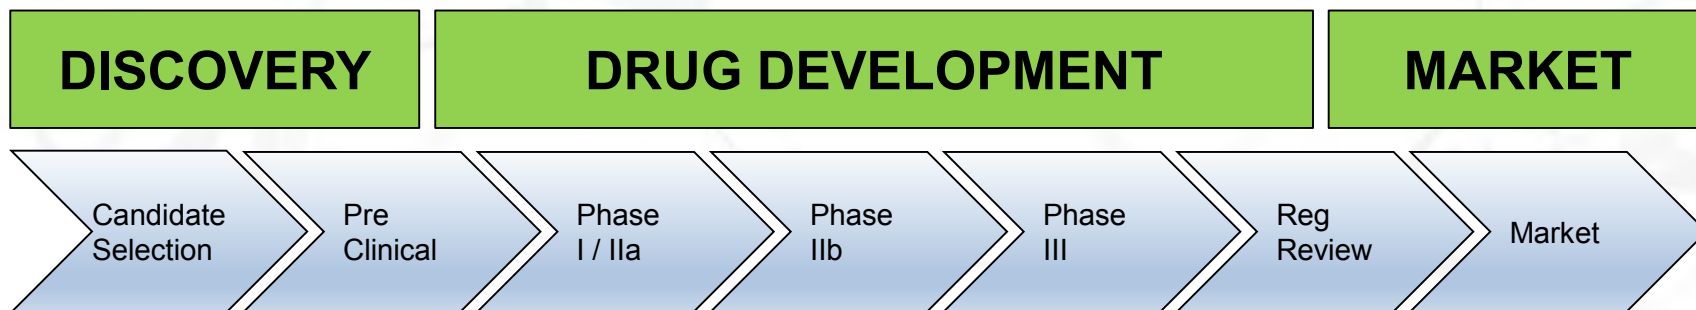 DISCOVERY
DRUG DEVELOPMENT
MARKET
Candidate
Selection
Pre
Clinical
Phase
I / IIa
Phase
IIb
Phase
III
Reg
Review
Market